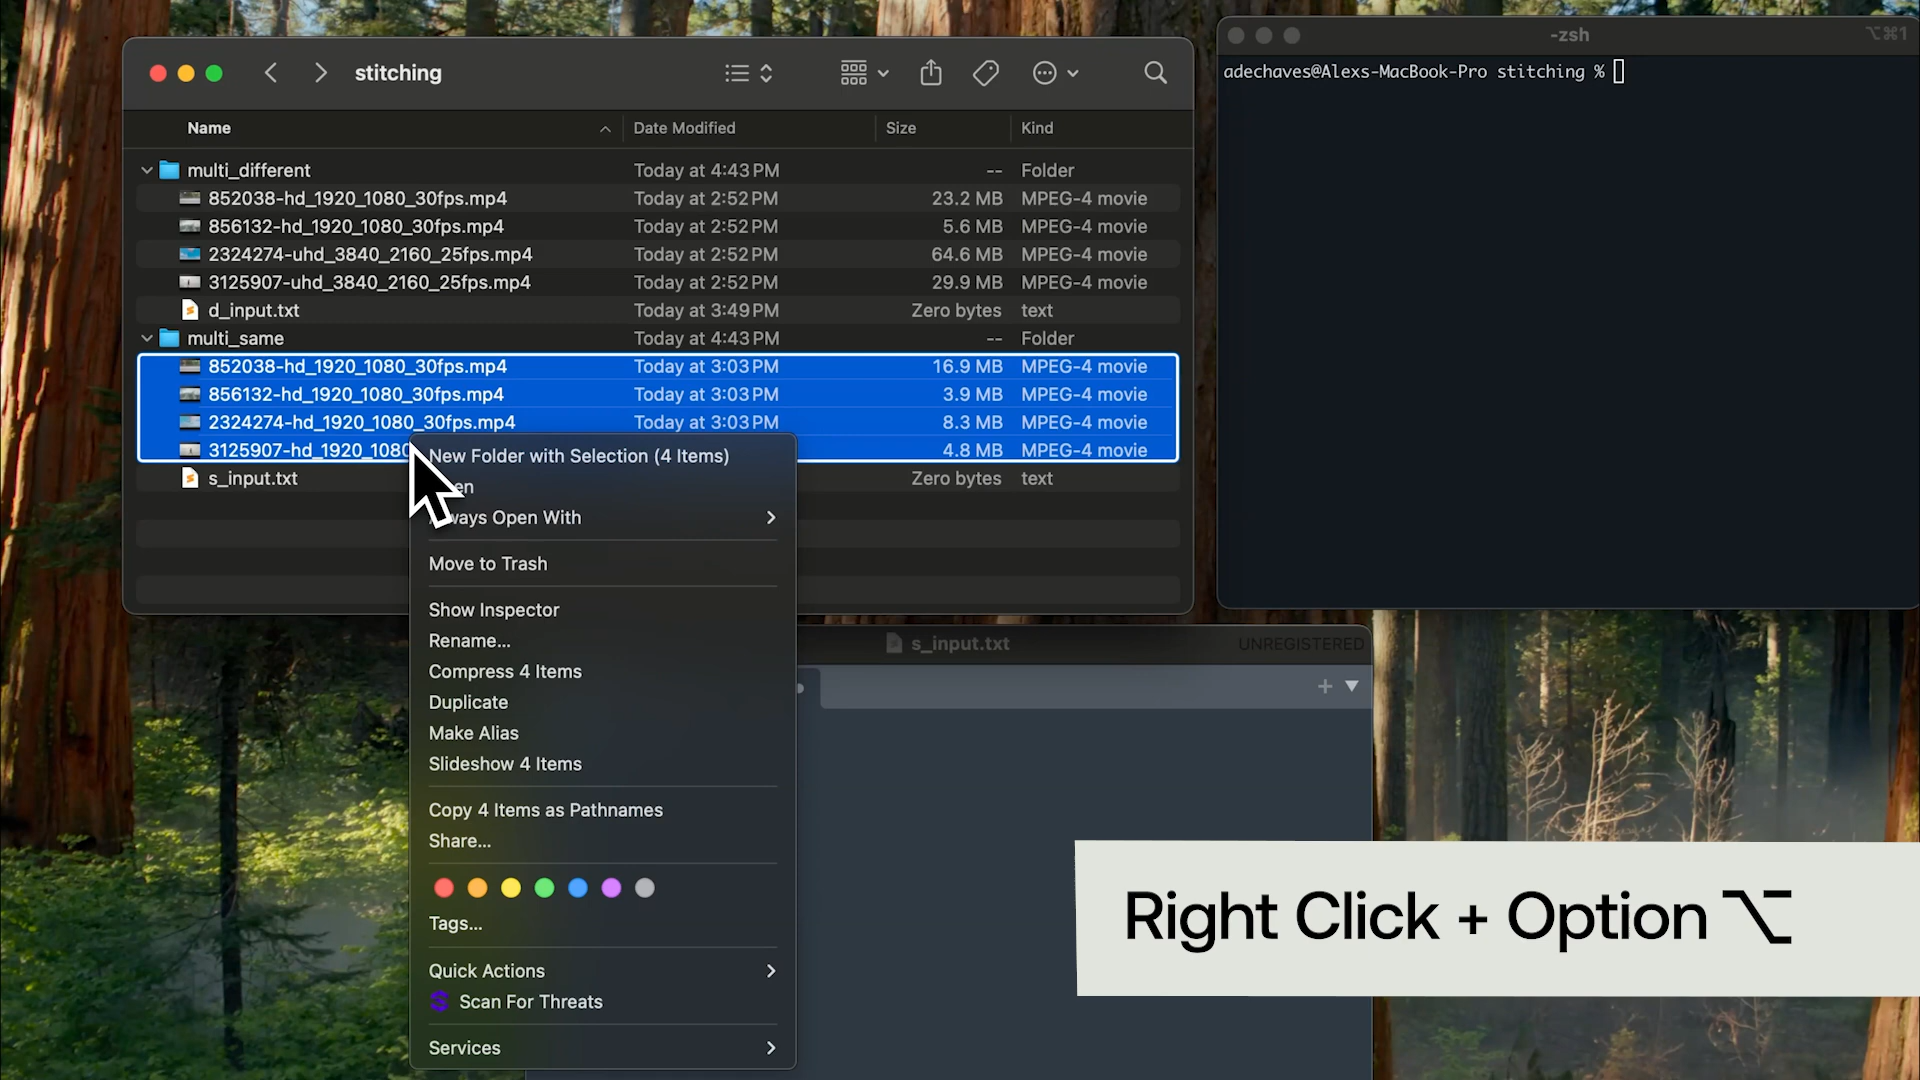 stitching
Name Date Modified Size Kind
multi_different Today at 4:43 PM -- Folder
852038-hd_1920_1080_30fps.mp4 Today at 2:52 PM 23.2 MB MPEG-4 movie
856132-hd_1920_1080_30fps.mp4 Today at 2:52 PM 5.6 MB MPEG-4 movie
2324274-uhd_3840_2160_25fps.mp4 Today at 2:52 PM 64.6 MB MPEG-4 movie
3125907-uhd_3840_2160_25fps.mp4 Today at 2:52 PM 29.9 MB MPEG-4 movie
d_input.txt Today at 3:49 PM Zero bytes text
multi_same Today at 4:43 PM -- Folder
852038-hd_1920_1080_30fps.mp4 Today at 3:03 PM 16.9 MB MPEG-4 movie
856132-hd_1920_1080_30fps.mp4 Today at 3:03 PM 3.9 MB MPEG-4 movie
2324274-hd_1920_1080_30fps.mp4 Today at 3:03 PM 8.3 MB MPEG-4 movie
3125907-hd_1920_1080 4.8 MB MPEG-4 movie
s_input.txt Zero bytes text
New Folder with Selection (4 Items)
Open With
Move to Trash
Show Inspector
Rename...
Compress 4 Items
Duplicate
Make Alias
Slideshow 4 Items
Copy 4 Items as Pathnames
Share...
Tags...
Quick Actions
Scan For Threats
Services
-zsh ⌥⌘1
adechaves@Alexs-MacBook-Pro stitching %
s_input.txt UNREGISTERED
Right Click + Option ⌥